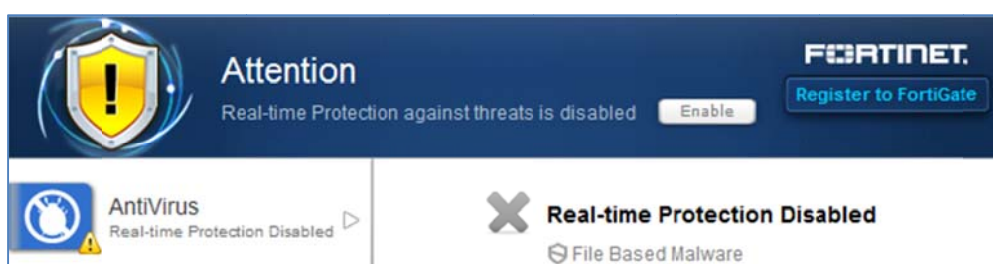 Attention
FORTINET.
Real-time Protection against threats is disabled
Enable
Register to FortiGate
AntiVirus
Real-time Protection Disabled
Real-time Protection Disabled
File Based Malware